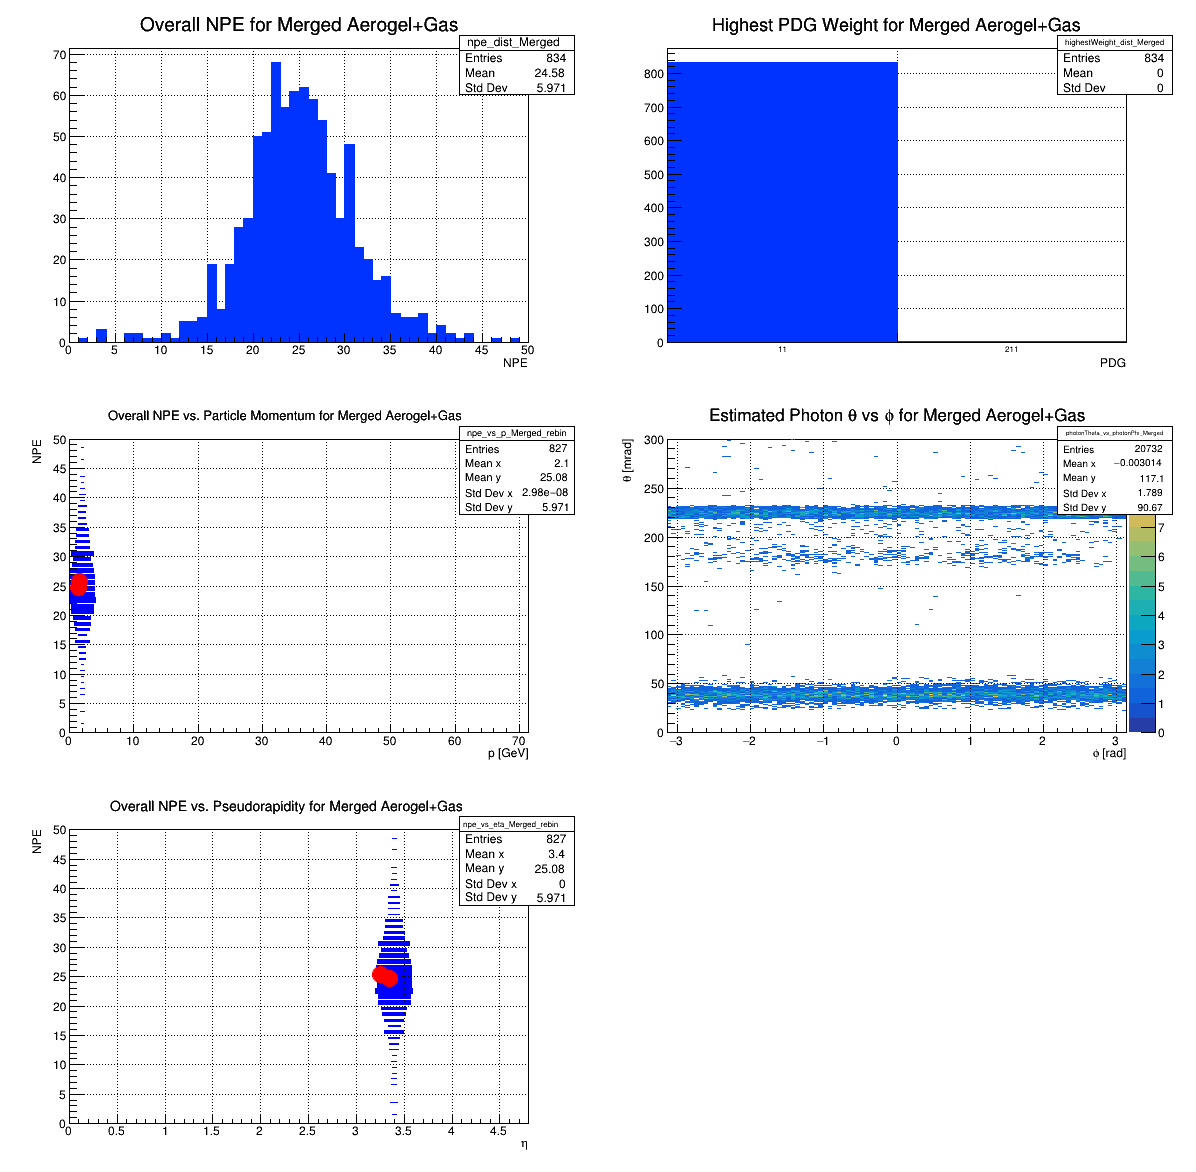 Overall NPE for Merged Aerogel+Gas
npe_dist_Merged
Entries 834
Mean 24.58
Std Dev 5.971
70
60
50
40
30
20
10
0
0 5 10 15 20 25 30 35 40 45 50
NPE
Highest PDG Weight for Merged Aerogel+Gas
highestWeight_dist_Merged
Entries 834
Mean 0
Std Dev 0
800
700
600
500
400
300
200
100
0
11 211
PDG
Overall NPE vs. Particle Momentum for Merged Aerogel+Gas
npe_vs_p_Merged_rebin
Entries 827
Mean x 2.1
Mean y 25.08
Std Dev x 2.98e−08
Std Dev y 5.971
NPE
50
45
40
35
30
25
20
15
10
5
0
0 10 20 30 40 50 60 70
p [GeV]
Estimated Photon θ vs ϕ for Merged Aerogel+Gas
photonTheta_vs_photonPhi_Merged
Entries 20732
Mean x −0.003014
Mean y 117.1
Std Dev x 1.789
Std Dev y 90.67
θ [mrad]
300
250
200
150
100
50
0
−3 −2 −1 0 1 2 3
ϕ [rad]
7
6
5
4
3
2
1
0
Overall NPE vs. Pseudorapidity for Merged Aerogel+Gas
npe_vs_eta_Merged_rebin
Entries 827
Mean x 3.4
Mean y 25.08
Std Dev x 0
Std Dev y 5.971
NPE
50
45
40
35
30
25
20
15
10
5
0
0 0.5 1 1.5 2 2.5 3 3.5 4 4.5
η